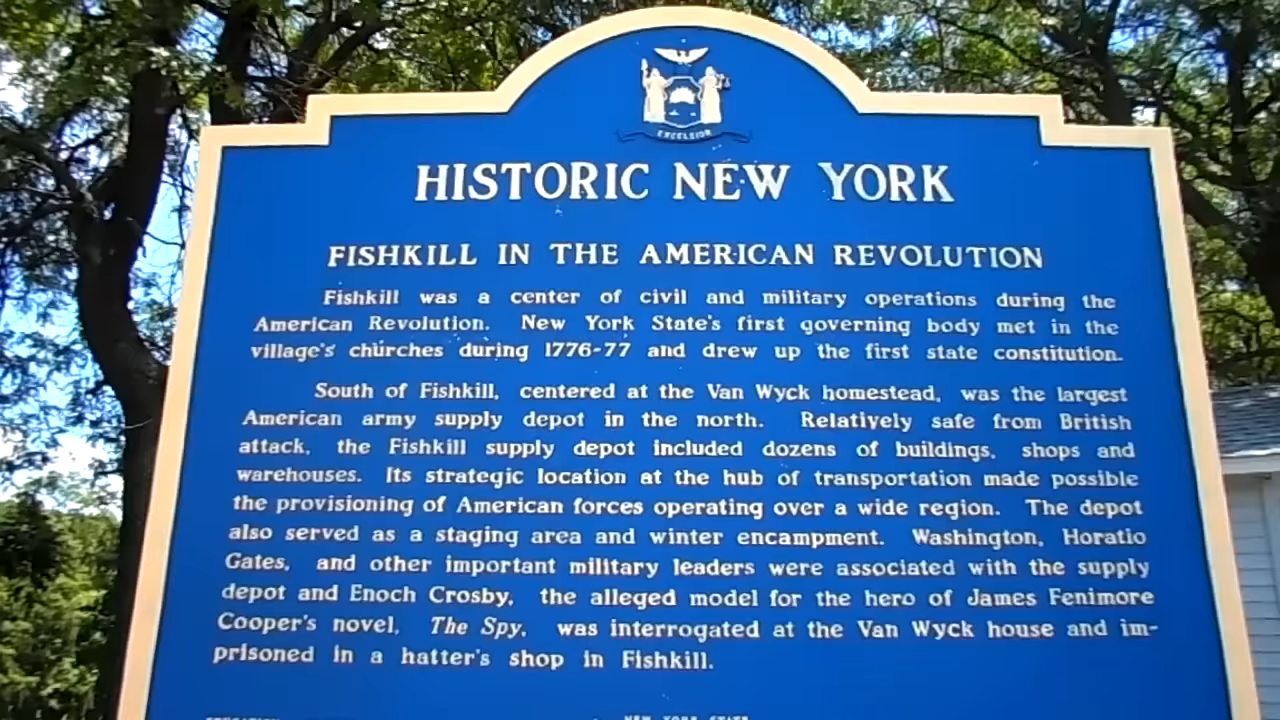 EXCELSIOR
HISTORIC NEW YORK
FISHKILL IN THE AMERICAN REVOLUTION
Fishkill was a center of civil and military operations during the
American Revolution. New York State's first governing body met in the
village's churches during 1776-77 and drew up the first state constitution.
South of Fishkill, centered at the Van Wyck homestead, was the largest
American army supply depot in the north. Relatively safe from British
attack, the Fishkill supply depot included dozens of buildings, shops and
warehouses. Its strategic location at the hub of transportation made possible
the provisioning of American forces operating over a wide region. The depot
also served as a staging area and winter encampment. Washington, Horatio
Gates, and other important military leaders were associated with the supply
depot and Enoch Crosby, the alleged model for the hero of James Fenimore
Cooper's novel, The Spy, was interrogated at the Van Wyck house and im-
prisoned in a hatter's shop in Fishkill.
EDUCATION NEW YORK STATE